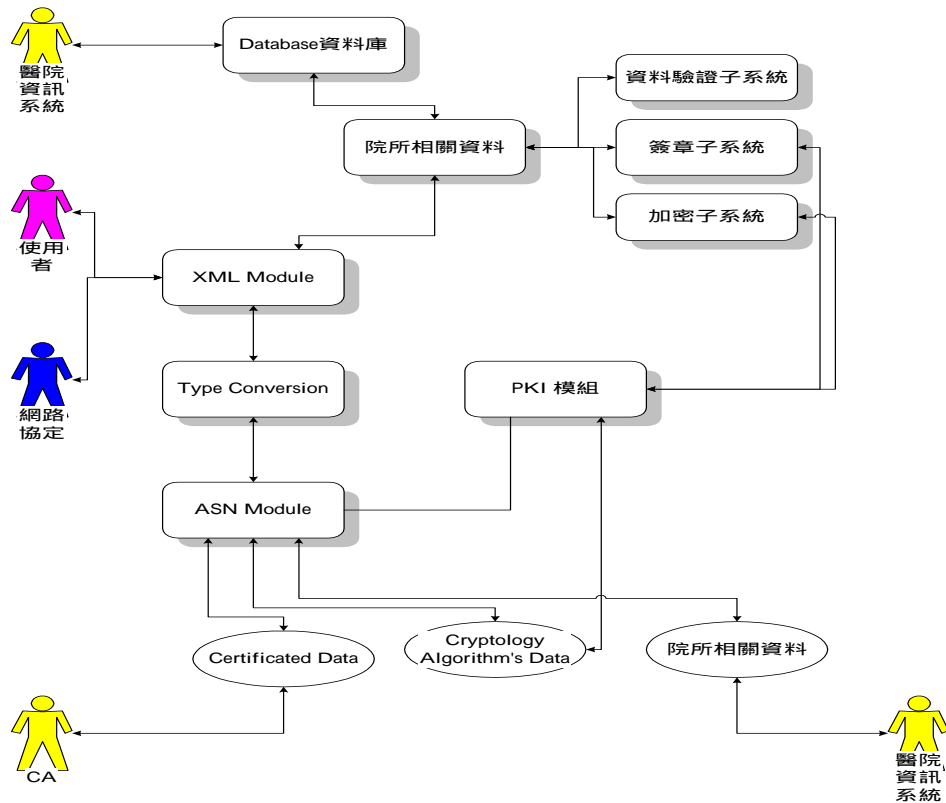 Database資料庫
醫院
資訊
系統
資料驗證子系統
院所相關資料
簽章子系統
加密子系統
使用
者
XML Module
網路
協定
Type Conversion
PKI 模組
ASN Module
Certificated Data
Cryptology
Algorithm's Data
院所相關資料
CA
醫院
資訊
系統